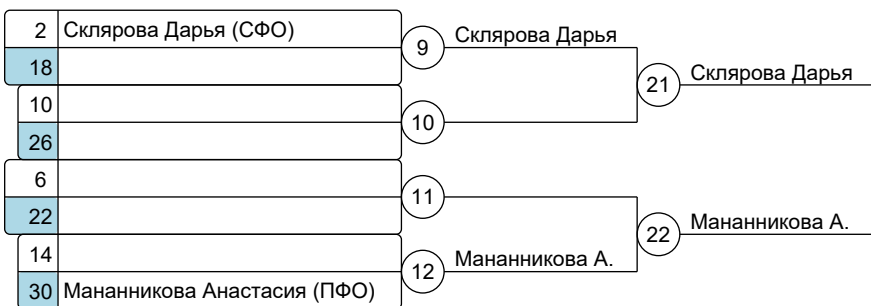 2 Склярова Дарья (СФО)
18
9 Склярова Дарья
10
26
10
21 Склярова Дарья
6
22
11
14
30 Мананникова Анастасия (ПФО)
12 Мананникова А.
22 Мананникова А.